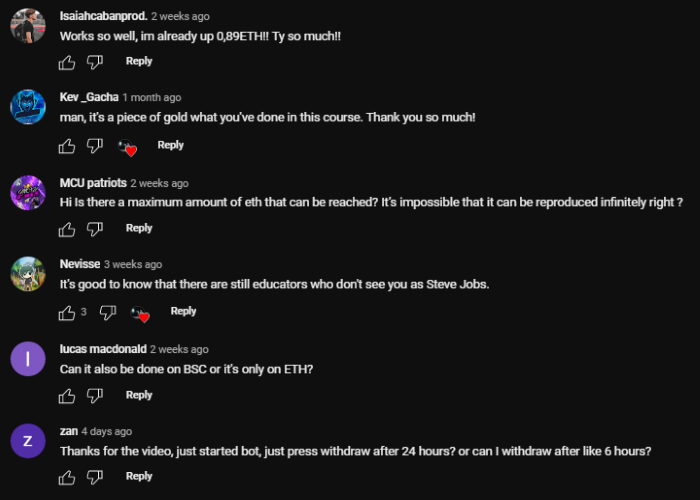 Isaiahcabanprod. 2 weeks ago
Works so well, im already up 0,89ETH!! Ty so much!!
Reply
Kev _Gacha 1 month ago
man, it's a piece of gold what you've done in this course. Thank you so much!
Reply
MCU patriots 2 weeks ago
Hi Is there a maximum amount of eth that can be reached? It's impossible that it can be reproduced infinitely right ?
Reply
Nevisse 3 weeks ago
It's good to know that there are still educators who don't see you as Steve Jobs.
3 Reply
l
lucas macdonald 2 weeks ago
Can it also be done on BSC or it's only on ETH?
Reply
z
zan 4 days ago
Thanks for the video, just started bot, just press withdraw after 24 hours? or can I withdraw after like 6 hours?
Reply